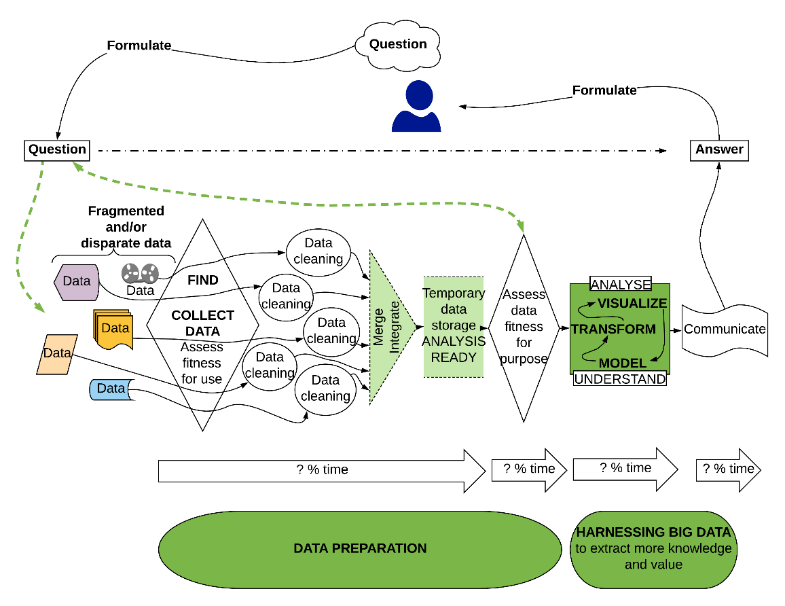 Question
Formulate
Formulate
Question
Answer
Fragmented
and/or
disparate data
Data
Data
Data
Data
Data
FIND
COLLECT
DATA
Assess
fitness
for use
Data
cleaning
Data
cleaning
Data
cleaning
Data
cleaning
Data
cleaning
Merge
Integrate
Temporary
data
storage
ANALYSIS
READY
Assess
data
fitness
for
purpose
ANALYSE
VISUALIZE
TRANSFORM
MODEL
UNDERSTAND
Communicate
? % time
? % time
? % time
? % time
DATA PREPARATION
HARNESSING BIG DATA
to extract more knowledge
and value